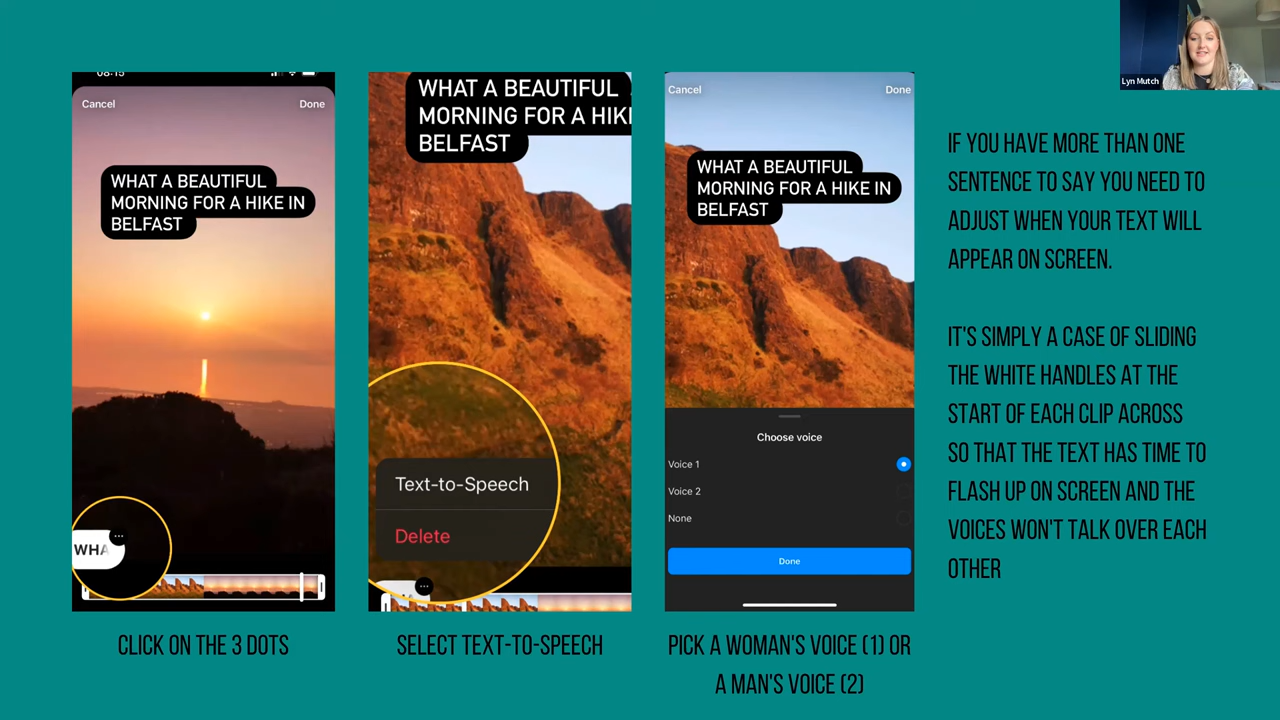 Lyn Mutch
08:15
Cancel
Done
WHAT A BEAUTIFUL
MORNING FOR A HIKE IN
BELFAST
WHA
CLICK ON THE 3 DOTS
WHAT A BEAUTIFUL
MORNING FOR A HIKI
BELFAST
Text-to-Speech
Delete
SELECT TEXT-TO-SPEECH
Cancel
Done
WHAT A BEAUTIFUL
MORNING FOR A HIKE IN
BELFAST
Choose voice
Voice 1
Voice 2
None
Done
PICK A WOMAN'S VOICE (1) OR
A MAN'S VOICE (2)
IF YOU HAVE MORE THAN ONE
SENTENCE TO SAY YOU NEED TO
ADJUST WHEN YOUR TEXT WILL
APPEAR ON SCREEN.
IT'S SIMPLY A CASE OF SLIDING
THE WHITE HANDLES AT THE
START OF EACH CLIP ACROSS
SO THAT THE TEXT HAS TIME TO
FLASH UP ON SCREEN AND THE
VOICES WON'T TALK OVER EACH
OTHER